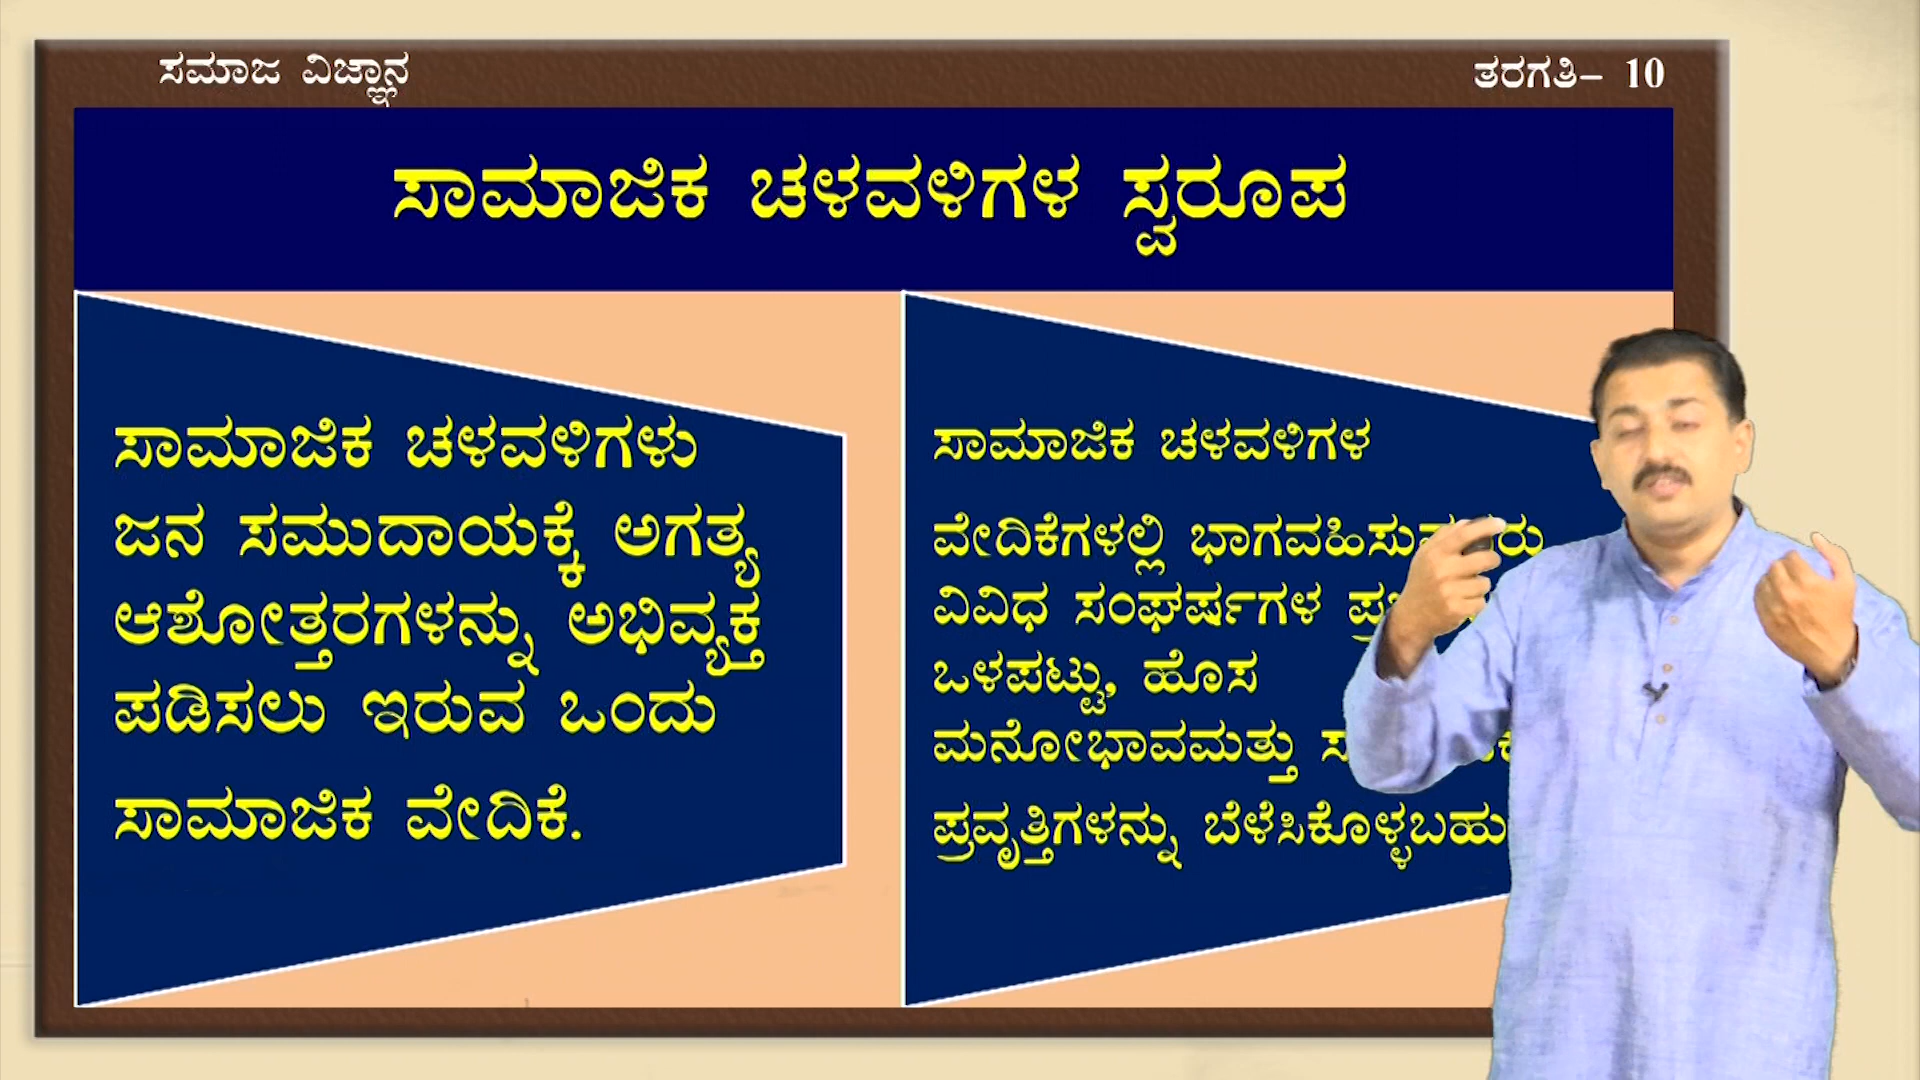 ಸಮಾಜ ವಿಜ್ಞಾನ
ತರಗತಿ– 10
ಸಾಮಾಜಿಕ ಚಳವಳಿಗಳ ಸ್ವರೂಪ
ಸಾಮಾಜಿಕ ಚಳವಳಿಗಳು
ಜನ ಸಮುದಾಯಕ್ಕೆ ಅಗತ್ಯ
ಆಶೋತ್ತರಗಳನ್ನು ಅಭಿವ್ಯಕ್ತ
ಪಡಿಸಲು ಇರುವ ಒಂದು
ಸಾಮಾಜಿಕ ವೇದಿಕೆ.
ಸಾಮಾಜಿಕ ಚಳವಳಿಗಳ
ವೇದಿಕೆಗಳಲ್ಲಿ
ವಿವಿಧ ಸಂಘರ್ಷಗಳ
ಒಳಪಟ್ಟು, ಹೊಸ
ಮನೋಭಾವಮತ್ತು
ಪ್ರವೃತ್ತಿಗಳನ್ನು ಬೆಳೆಸಿಕೊಳ್ಳಬಹು